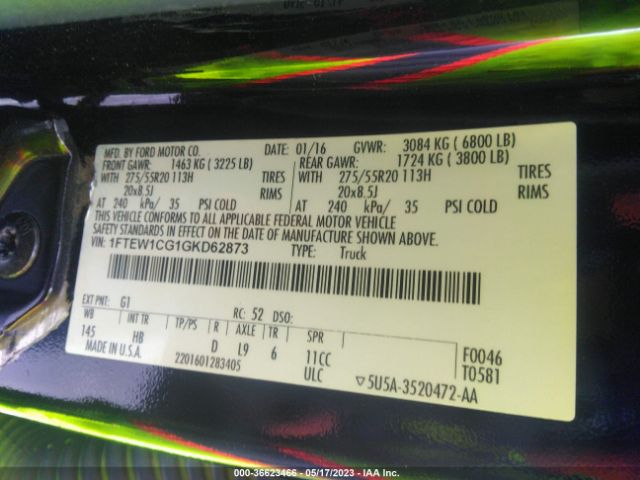 MFD. BY FORD MOTOR CO. DATE: 01/16 GVWR: 3084 KG ( 6800 LB)
FRONT GAWR: 1463 KG ( 3225 LB) REAR GAWR: 1724 KG ( 3800 LB)
WITH 275/55R20 113H TIRES WITH 275/55R20 113H TIRES
20x8.5J RIMS 20x8.5J RIMS
AT 240 kPa/ 35 PSI COLD AT 240 kPa/ 35 PSI COLD
THIS VEHICLE CONFORMS TO ALL APPLICABLE FEDERAL MOTOR VEHICLE
SAFETY STANDARDS IN EFFECT ON THE DATE OF MANUFACTURE SHOWN ABOVE.
VIN: 1FTEW1CG1GKD62873 TYPE: Truck
EXT PNT: G1 RC: 52 DSO:
WB INT TR TP/PS R AXLE TR SPR
145 HB D L9 6 11CC F0046
MADE IN U.S.A. 2201601283405 ULC T0581
▽5U5A-3520472-AA
000-36623466 - 05/17/2023 - IAA Inc.